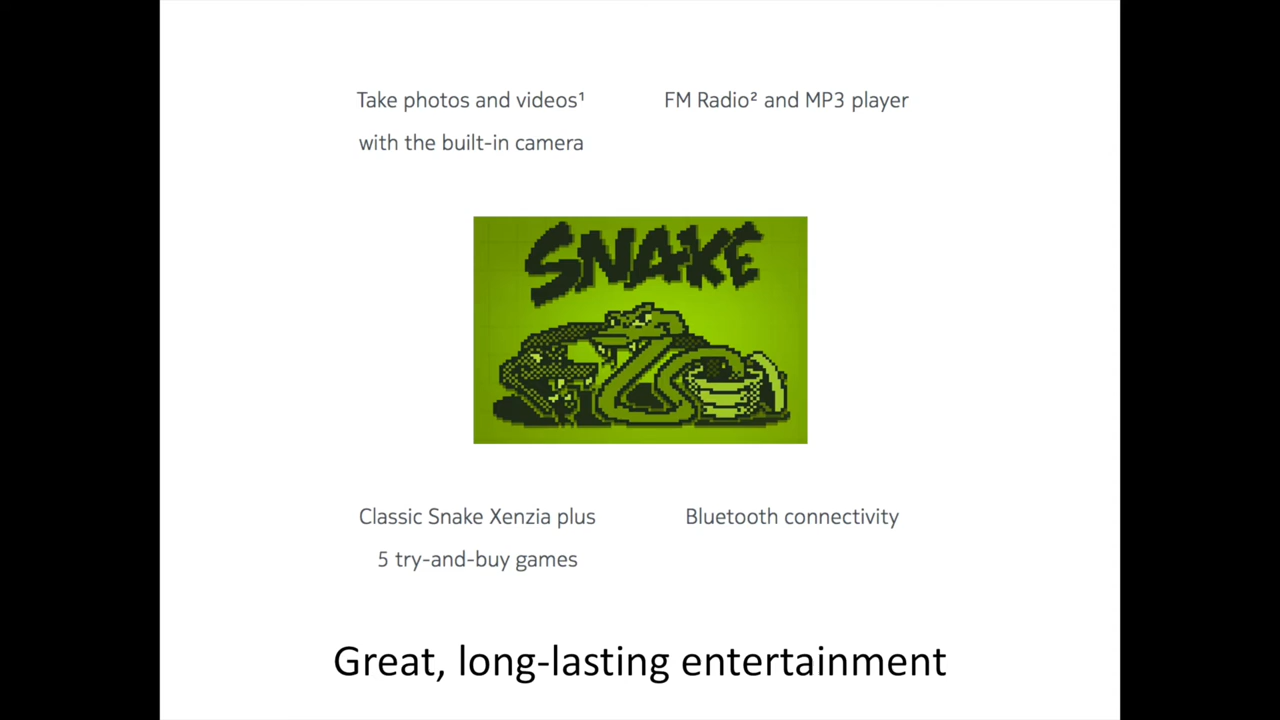 Take photos and videos¹
with the built-in camera
FM Radio² and MP3 player
SNAKE
Classic Snake Xenzia plus
5 try-and-buy games
Bluetooth connectivity
Great, long-lasting entertainment